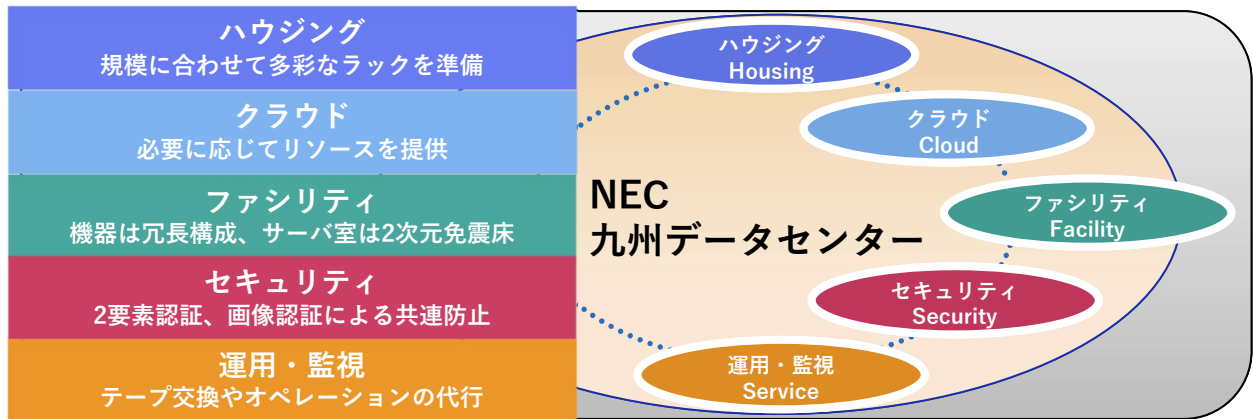 ハウジング
規模に合わせて多彩なラックを準備
クラウド
必要に応じてリソースを提供
ファシリティ
機器は冗長構成、サーバ室は2次元免震床
セキュリティ
2要素認証、画像認証による共連防止
運用・監視
テープ交換やオペレーションの代行
NEC
九州データセンター
ハウジング
Housing
クラウド
Cloud
ファシリティ
Facility
セキュリティ
Security
運用・監視
Service